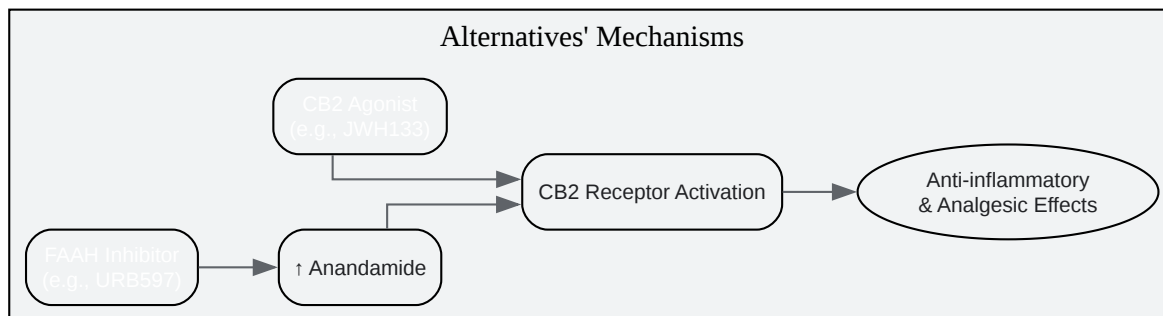 Alternatives' Mechanisms
CB2 Agonist
(e.g., JWH133)
CB2 Receptor Activation
Anti-inflammatory
& Analgesic Effects
FAAH Inhibitor
(e.g., URB597)
↑ Anandamide